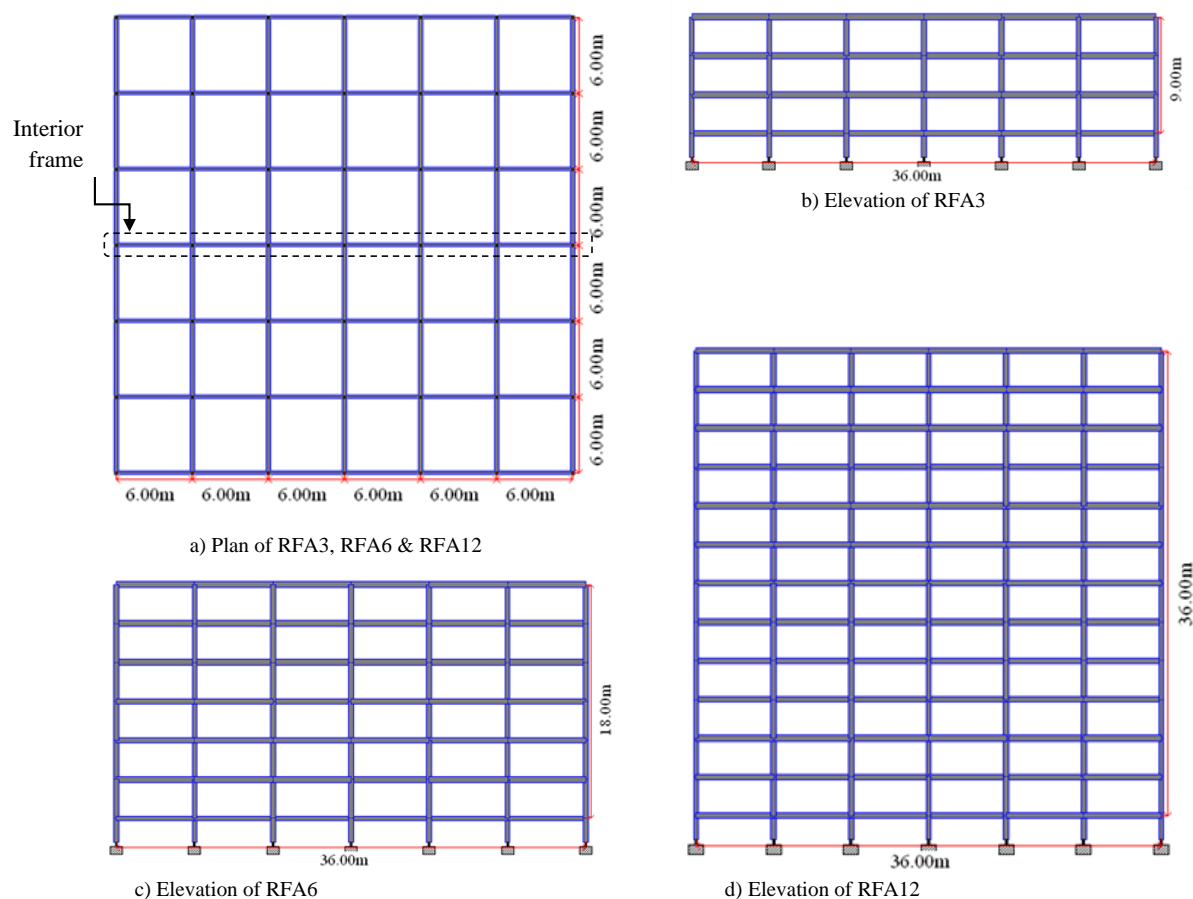 Interior
frame
6.00m
6.00m
6.00m
6.00m
6.00m
6.00m
6.00m 6.00m 6.00m 6.00m 6.00m 6.00m
a) Plan of RFA3, RFA6 & RFA12
9.00m
36.00m
b) Elevation of RFA3
18.00m
36.00m
c) Elevation of RFA6
36.00m
36.00m
d) Elevation of RFA12